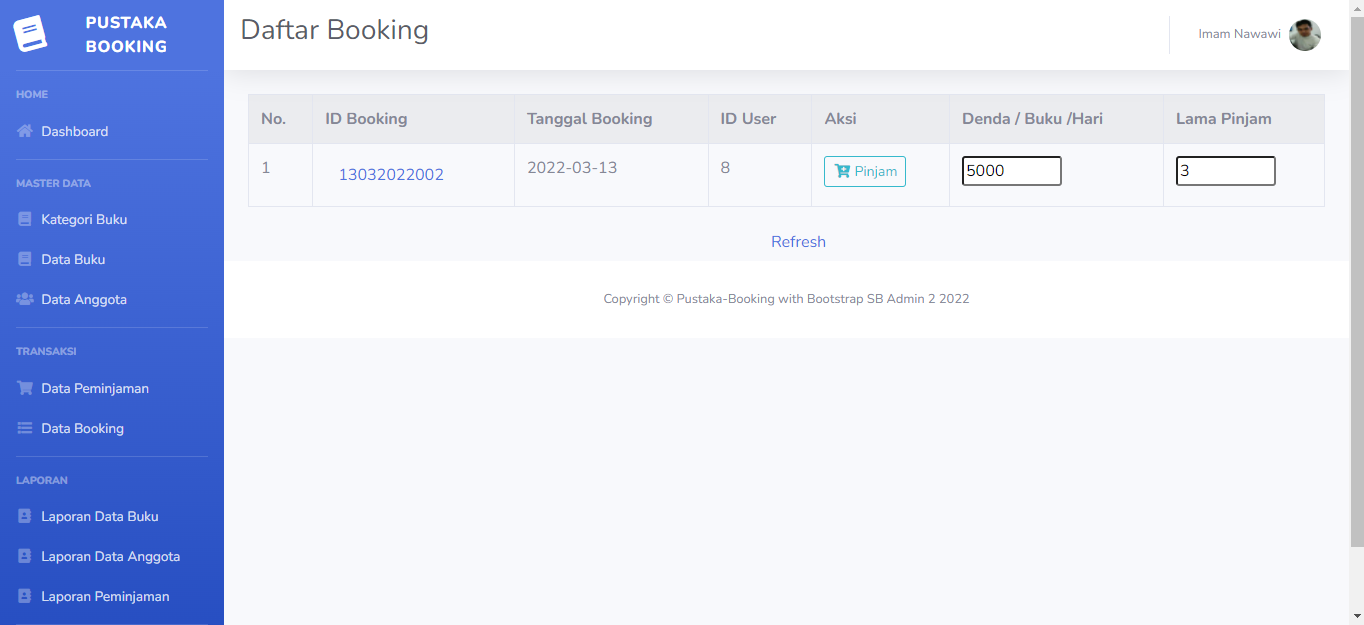 PUSTAKA
BOOKING
Daftar Booking
Imam Nawawi
HOME
Dashboard
MASTER DATA
Kategori Buku
Data Buku
Data Anggota
TRANSAKSI
Data Peminjaman
Data Booking
LAPORAN
Laporan Data Buku
Laporan Data Anggota
Laporan Peminjaman
No. ID Booking Tanggal Booking ID User Aksi Denda / Buku /Hari Lama Pinjam
1 13032022002 2022-03-13 8 Pinjam 5000 3
Refresh
Copyright © Pustaka-Booking with Bootstrap SB Admin 2 2022